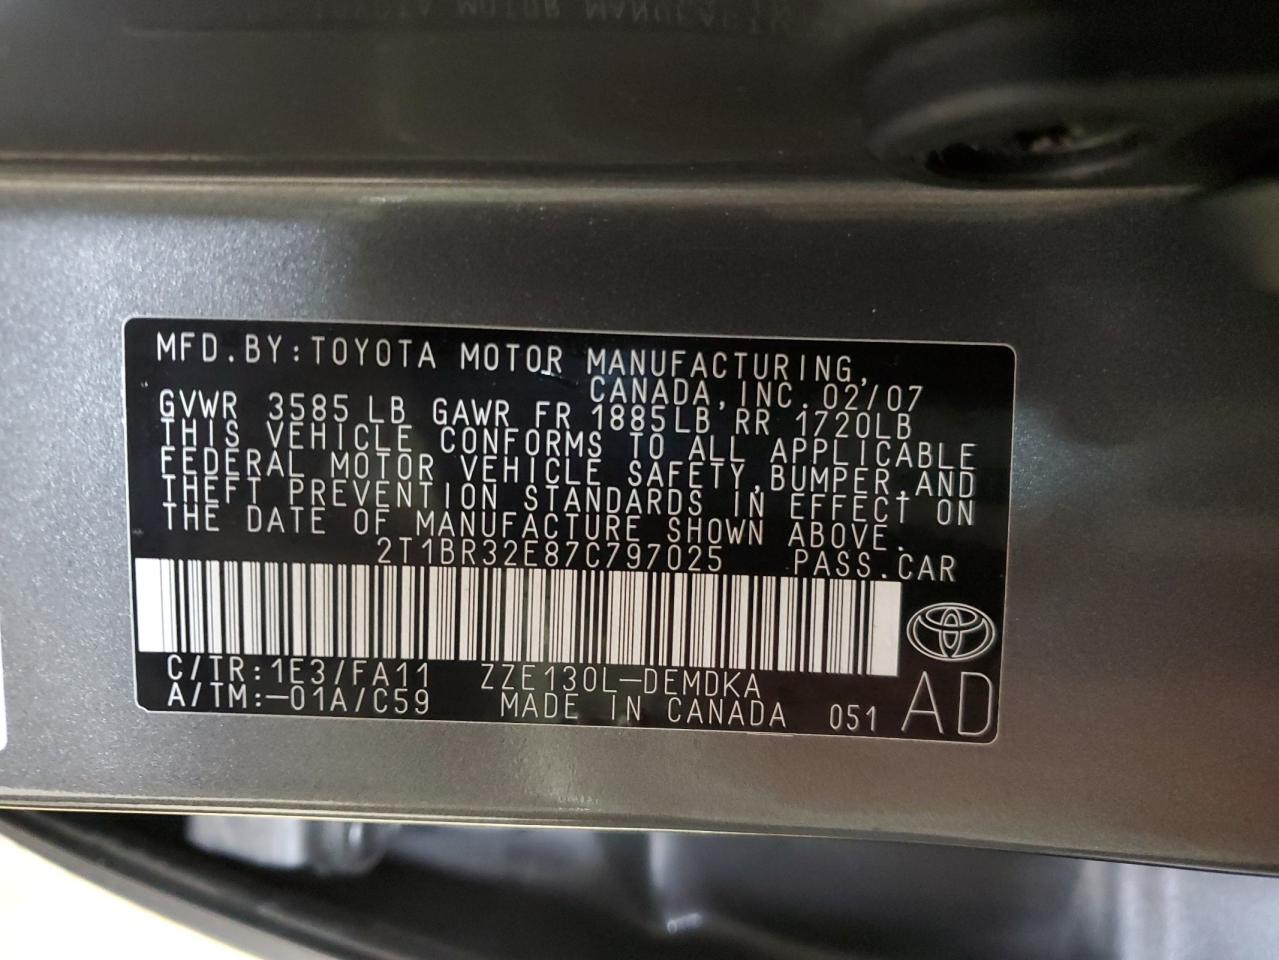 MFD.BY:TOYOTA MOTOR MANUFACTURING,
CANADA, INC. 02/07
GVWR 3585LB GAWR FR 1885LB RR 1720LB
THIS VEHICLE CONFORMS TO ALL APPLICABLE
FEDERAL MOTOR VEHICLE SAFETY,BUMPER,AND
THEFT PREVENTION STANDARDS IN EFFECT ON
THE DATE OF MANUFACTURE SHOWN ABOVE.
2T1BR32E87C797025 PASS.CAR
C/TR:1E3/FA11 ZZE130L-DEMDKA
A/TM:-01A/C59 MADE IN CANADA 051 AD